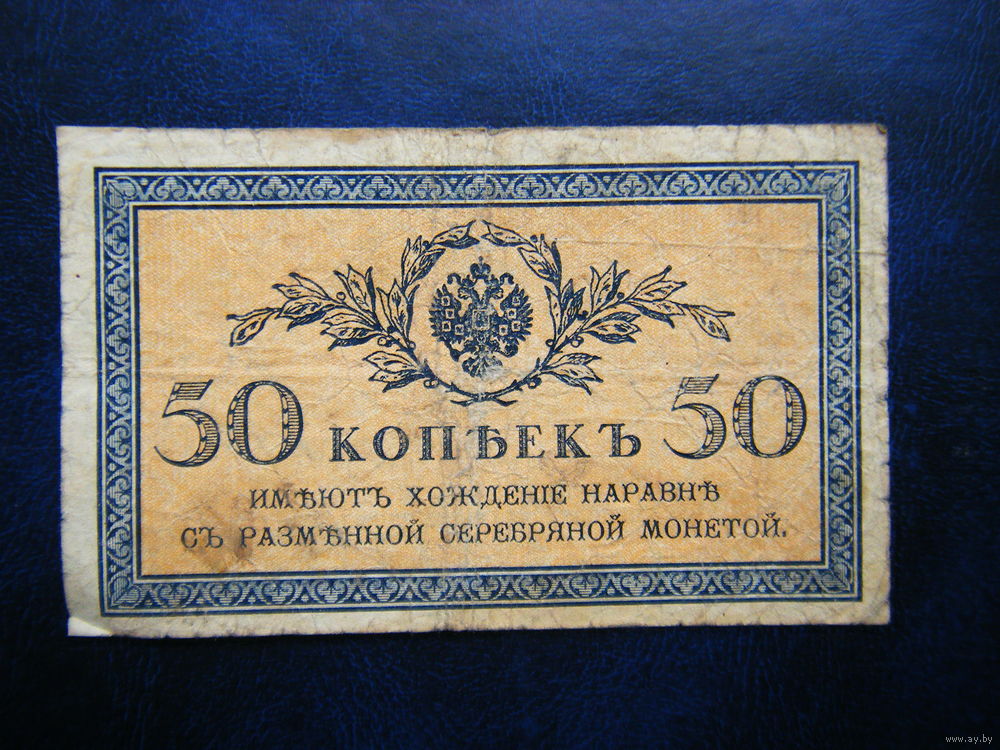 50 КОПѢЕКЪ 50
ИМѢЮТЪ ХОЖДЕНІЕ НАРАВНѢ
СЪ РАЗМѢННОЙ СЕРЕБРЯНОЙ МОНЕТОЙ.
www.ay.by